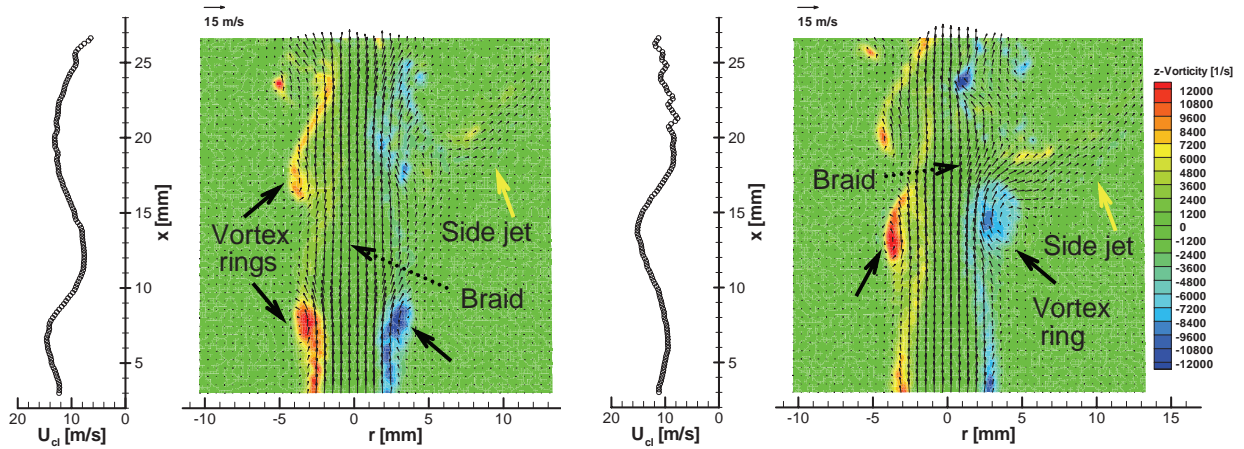 15 m/s
25
20
15
10
5
x [mm]
20 10 0
U_cl [m/s]
Vortex
rings
Side jet
Braid
-10 -5 0 5 10
r [mm]
15 m/s
25
20
15
10
5
x [mm]
20 10 0
U_cl [m/s]
Braid
Side jet
Vortex
ring
-10 -5 0 5 10 15
r [mm]
z-Vorticity [1/s]
12000
10800
9600
8400
7200
6000
4800
3600
2400
1200
0
-1200
-2400
-3600
-4800
-6000
-7200
-8400
-9600
-10800
-12000